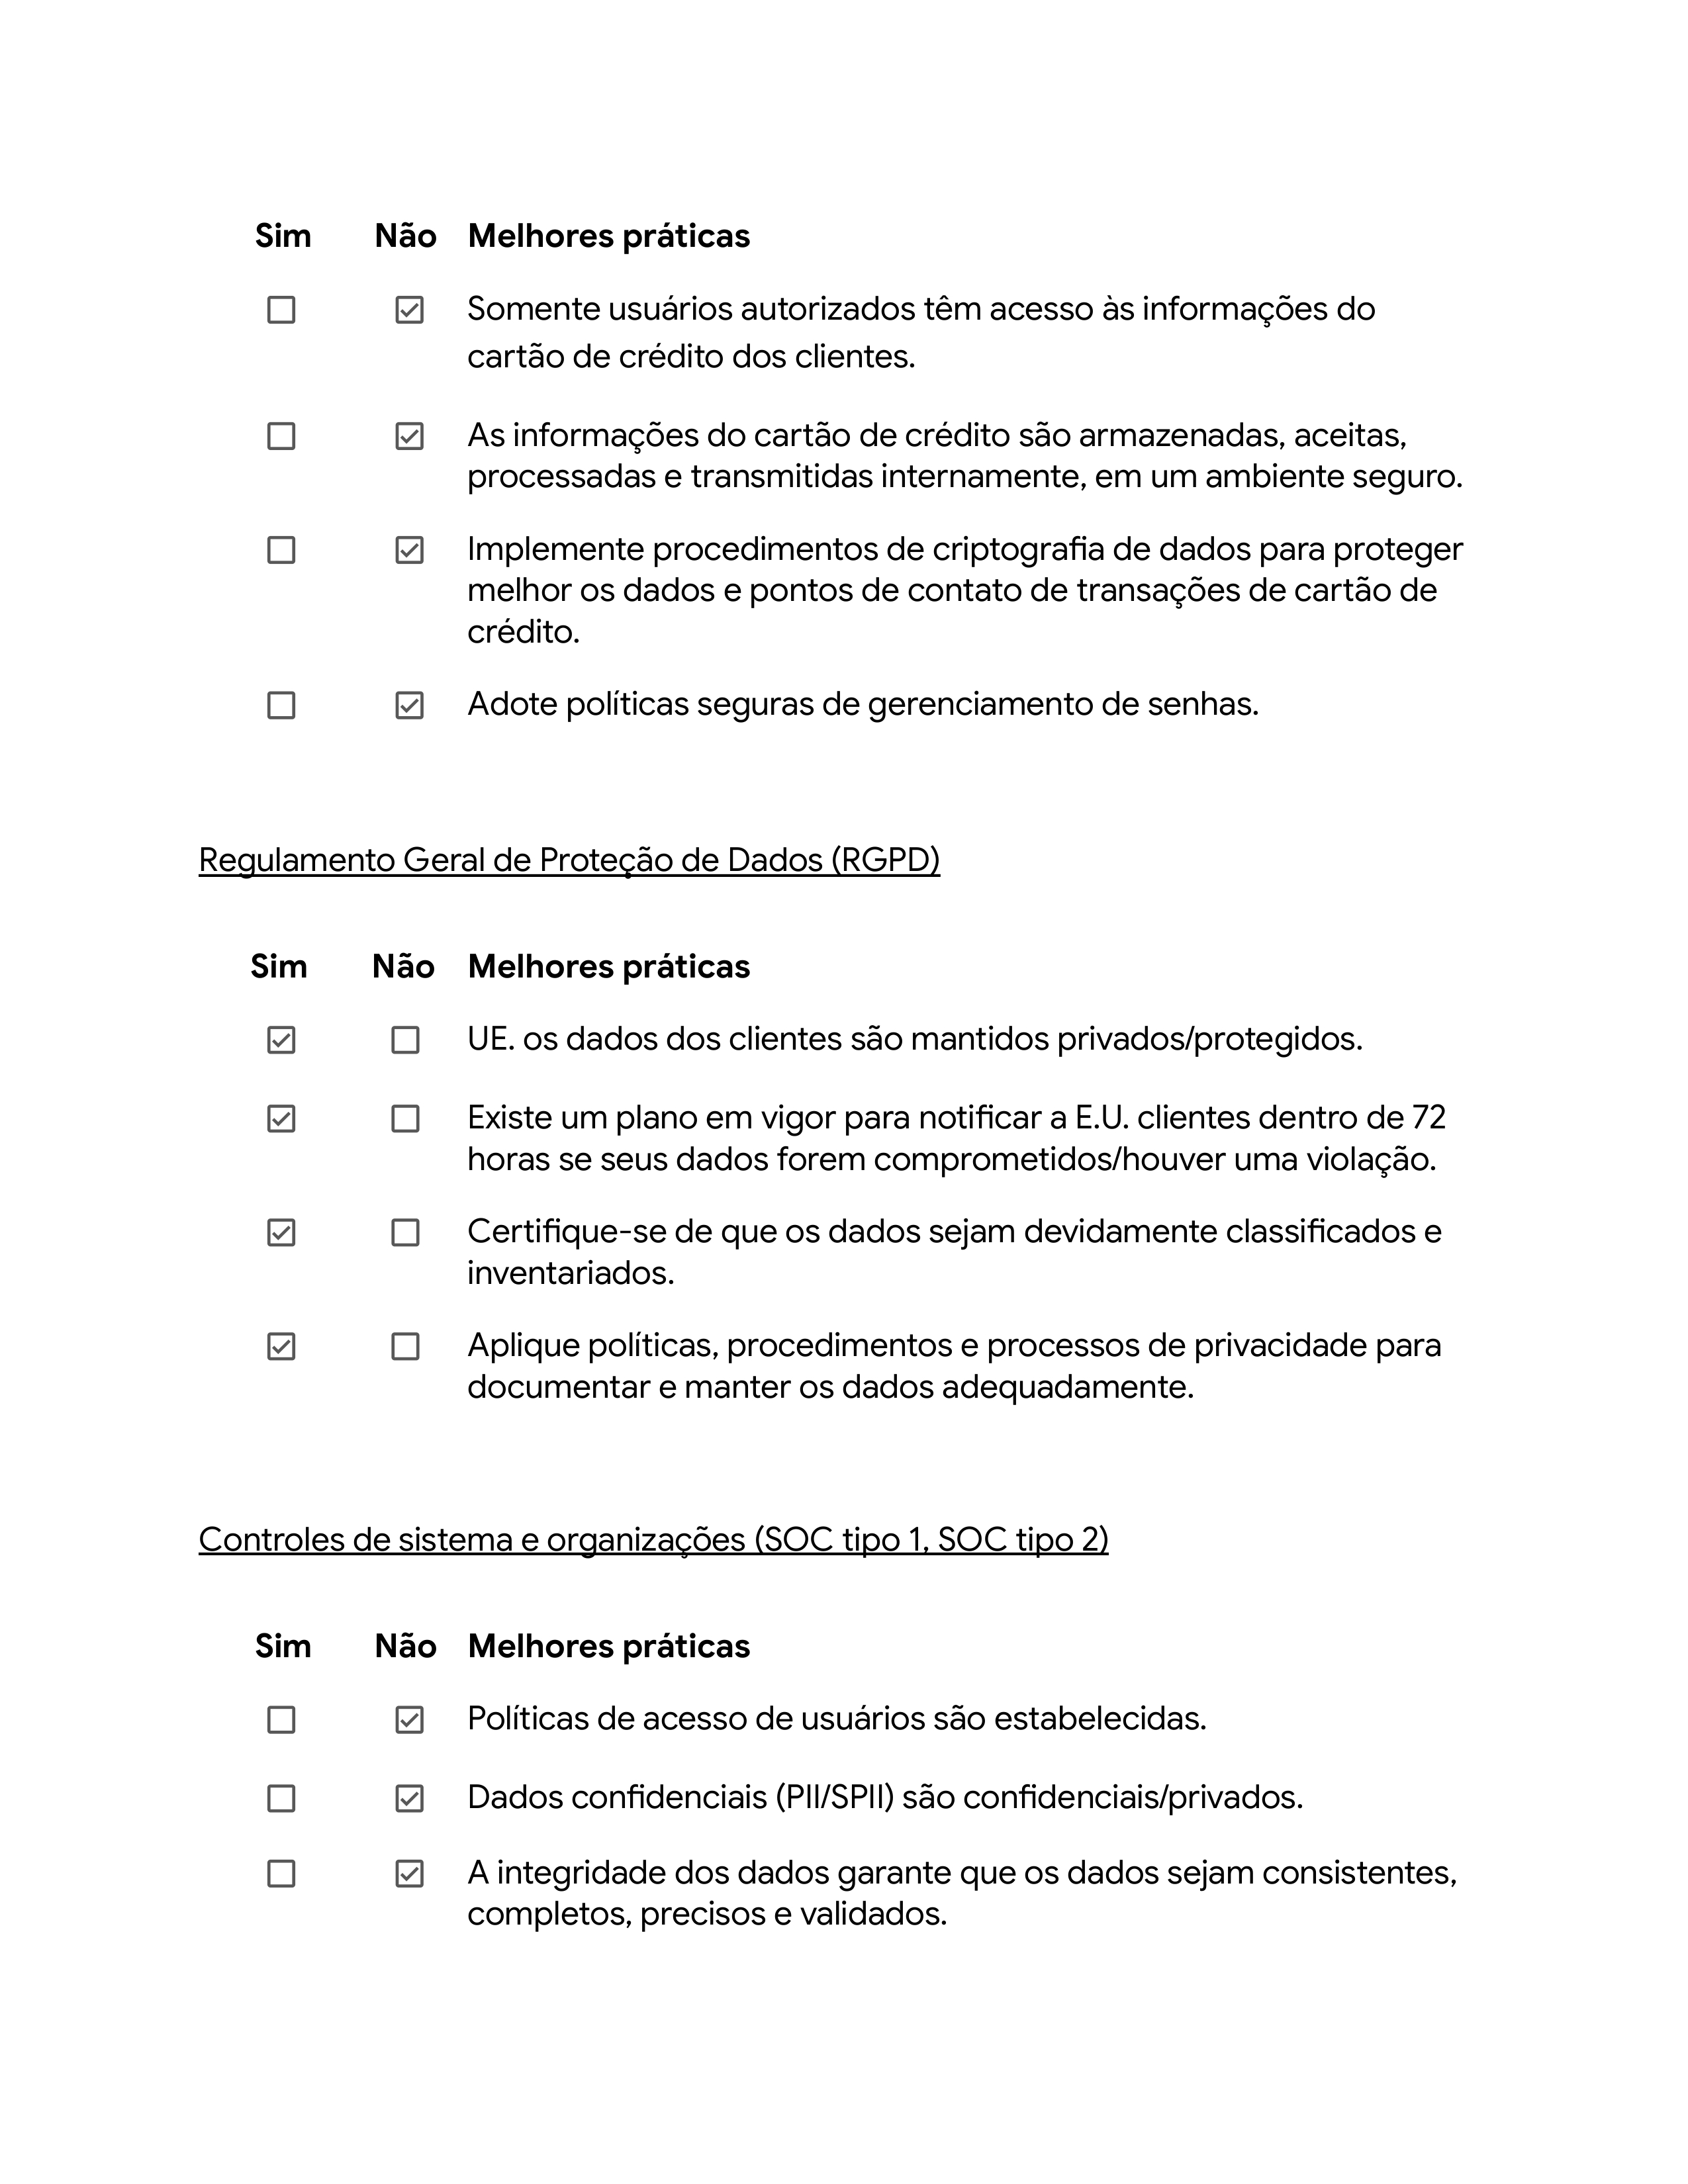 Sim Não Melhores práticas
☐ ☑ Somente usuários autorizados têm acesso às informações do
cartão de crédito dos clientes.
☐ ☑ As informações do cartão de crédito são armazenadas, aceitas,
processadas e transmitidas internamente, em um ambiente seguro.
☐ ☑ Implemente procedimentos de criptografia de dados para proteger
melhor os dados e pontos de contato de transações de cartão de
crédito.
☐ ☑ Adote políticas seguras de gerenciamento de senhas.
Regulamento Geral de Proteção de Dados (RGPD)
Sim Não Melhores práticas
☑ ☐ UE. os dados dos clientes são mantidos privados/protegidos.
☑ ☐ Existe um plano em vigor para notificar a E.U. clientes dentro de 72
horas se seus dados forem comprometidos/houver uma violação.
☑ ☐ Certifique-se de que os dados sejam devidamente classificados e
inventariados.
☑ ☐ Aplique políticas, procedimentos e processos de privacidade para
documentar e manter os dados adequadamente.
Controles de sistema e organizações (SOC tipo 1, SOC tipo 2)
Sim Não Melhores práticas
☐ ☑ Políticas de acesso de usuários são estabelecidas.
☐ ☑ Dados confidenciais (PII/SPII) são confidenciais/privados.
☐ ☑ A integridade dos dados garante que os dados sejam consistentes,
completos, precisos e validados.